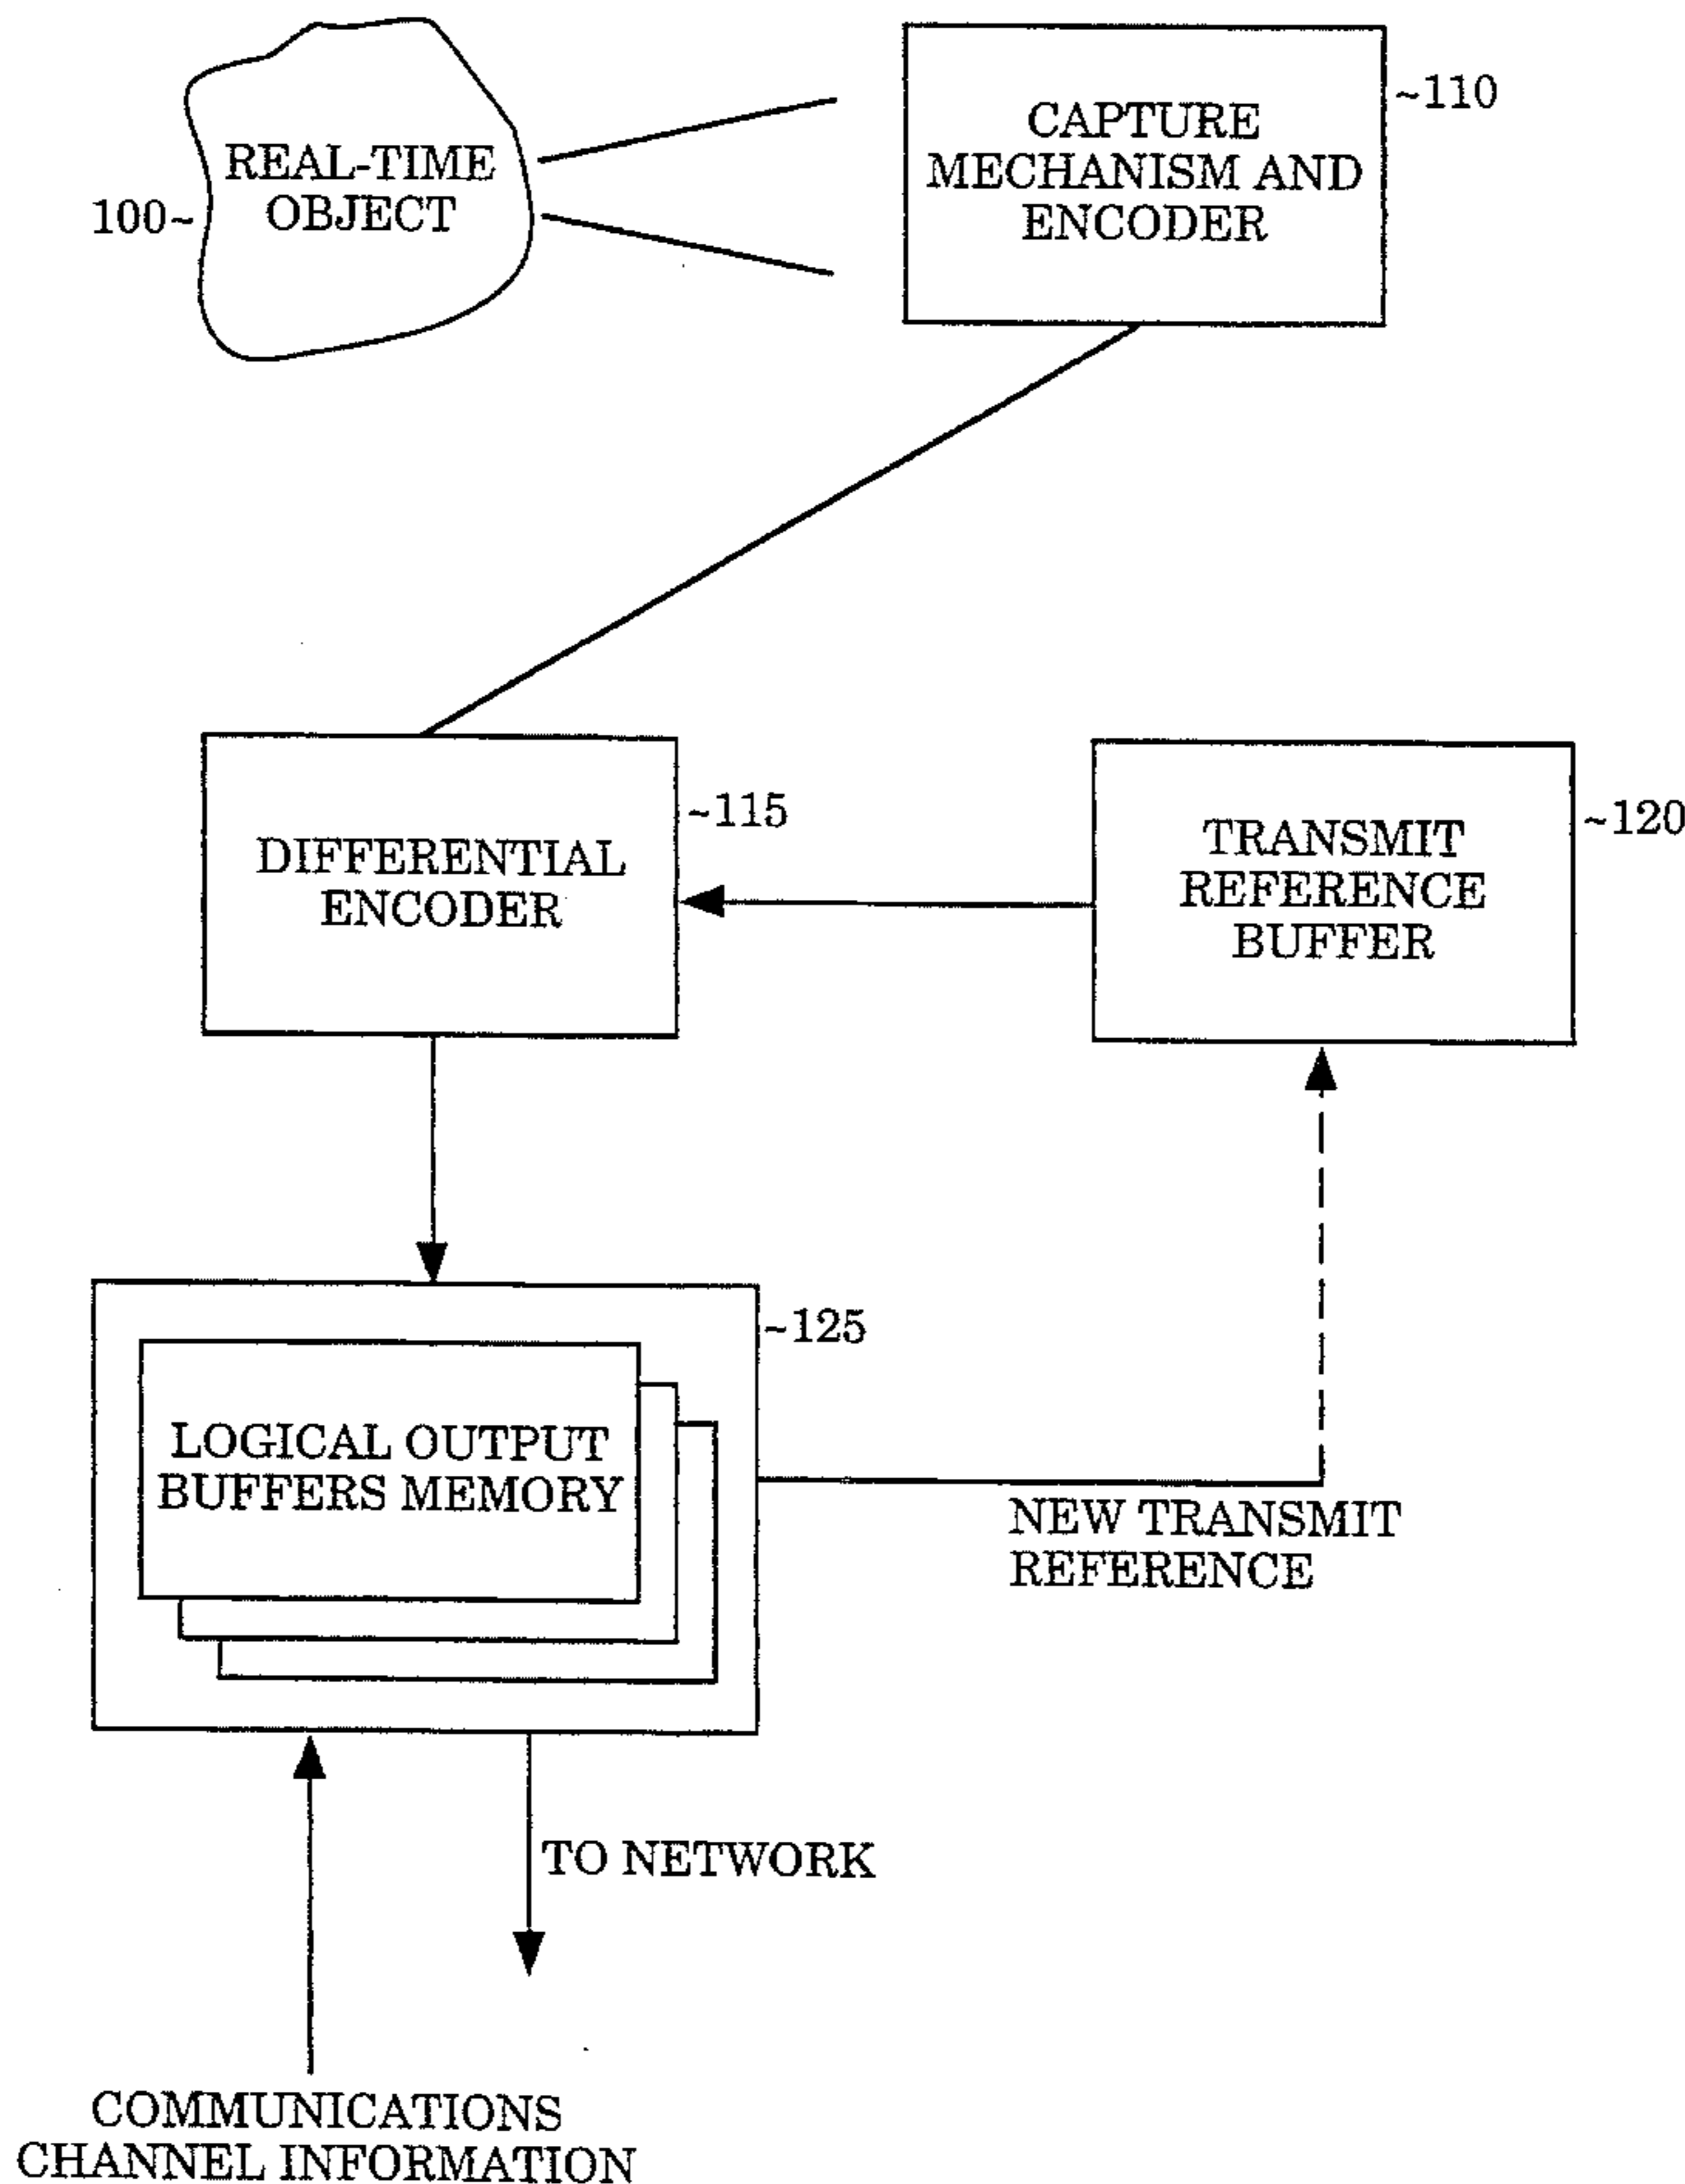 REAL-TIME
OBJECT
100~
CAPTURE
MECHANISM AND
ENCODER
~110
DIFFERENTIAL
ENCODER
~115
TRANSMIT
REFERENCE
BUFFER
~120
LOGICAL OUTPUT
BUFFERS MEMORY
~125
NEW TRANSMIT
REFERENCE
TO NETWORK
COMMUNICATIONS
CHANNEL INFORMATION